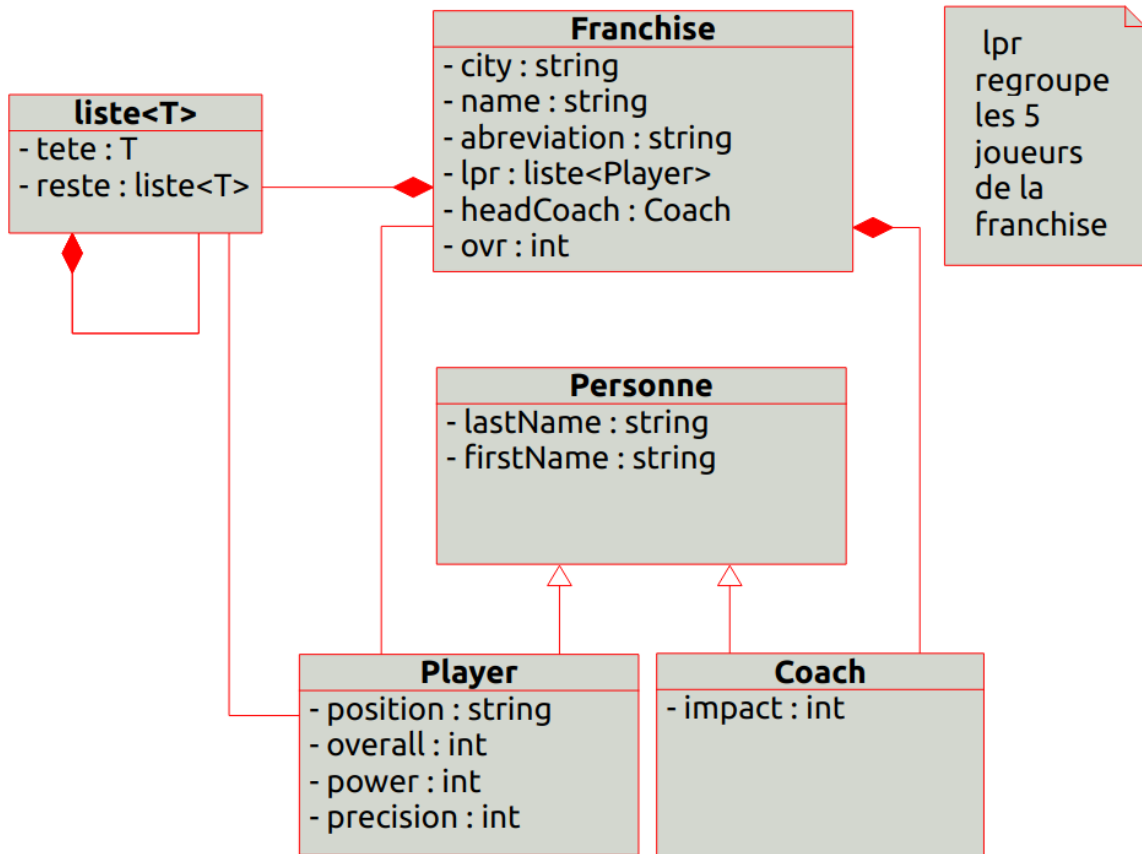 Franchise
- city : string
- name : string
- abreviation : string
- lpr : liste<Player>
- headCoach : Coach
- ovr : int
lpr
regroupe
les 5
joueurs
de la
franchise
liste<T>
- tete : T
- reste : liste<T>
Personne
- lastName : string
- firstName : string
Player
- position : string
- overall : int
- power : int
- precision : int
Coach
- impact : int